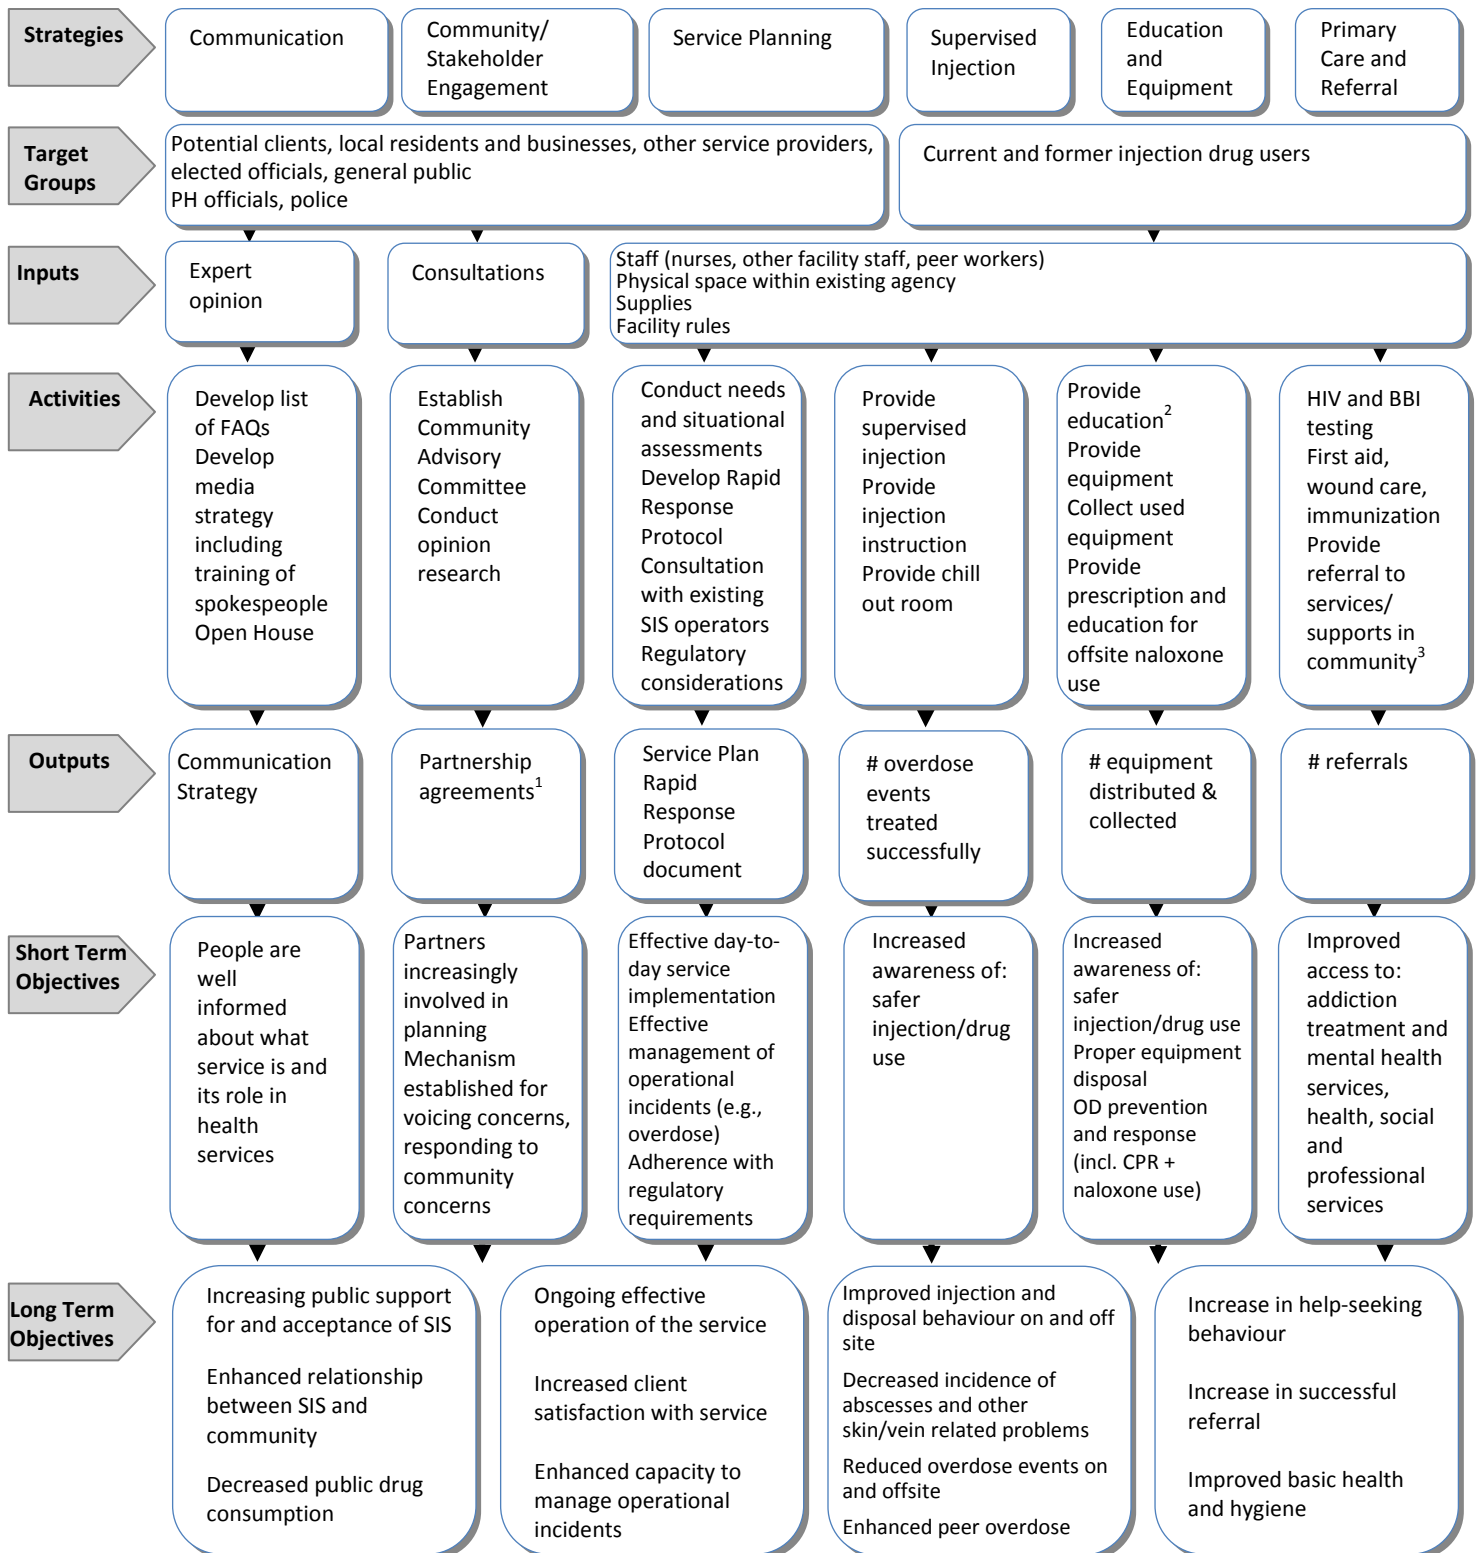 Strategies
Communication
Community/
Stakeholder
Engagement
Service Planning
Supervised
Injection
Education
and
Equipment
Primary
Care and
Referral
Target
Groups
Potential clients, local residents and businesses, other service providers,
elected officials, general public
PH officials, police
Current and former injection drug users
Inputs
Expert
opinion
Consultations
Staff (nurses, other facility staff, peer workers)
Physical space within existing agency
Supplies
Facility rules
Activities
Develop list
of FAQs
Develop
media
strategy
including
training of
spokespeople
Open House
Establish
Community
Advisory
Committee
Conduct
opinion
research
Conduct needs
and situational
assessments
Develop Rapid
Response
Protocol
Consultation
with existing
SIS operators
Regulatory
considerations
Provide
supervised
injection
Provide
injection
instruction
Provide chill
out room
Provide
education2
Provide
equipment
Collect used
equipment
Provide
prescription and
education for
offsite naloxone
use
HIV and BBI
testing
First aid,
wound care,
immunization
Provide
referral to
services/
supports in
community3
Outputs
Communication
Strategy
Partnership
agreements1
Service Plan
Rapid
Response
Protocol
document
# overdose
events
treated
successfully
# equipment
distributed &
collected
# referrals
Short Term
Objectives
People are
well
informed
about what
service is and
its role in
health
services
Partners
increasingly
involved in
planning
Mechanism
established for
voicing concerns,
responding to
community
concerns
Effective day-to-
day service
implementation
Effective
management of
operational
incidents (e.g.,
overdose)
Adherence with
regulatory
requirements
Increased
awareness of:
safer
injection/drug
use
Increased
awareness of:
safer
injection/drug use
Proper equipment
disposal
OD prevention
and response
(incl. CPR +
naloxone use)
Improved
access to:
addiction
treatment and
mental health
services,
health, social
and
professional
services
Long Term
Objectives
Increasing public support
for and acceptance of SIS
Enhanced relationship
between SIS and
community
Decreased public drug
consumption
Ongoing effective
operation of the service
Increased client
satisfaction with service
Enhanced capacity to
manage operational
incidents
Improved injection and
disposal behaviour on and off
site
Decreased incidence of
abscesses and other
skin/vein related problems
Reduced overdose events on
and offsite
Enhanced peer overdose
Increase in help-seeking
behaviour
Increase in successful
referral
Improved basic health
and hygiene